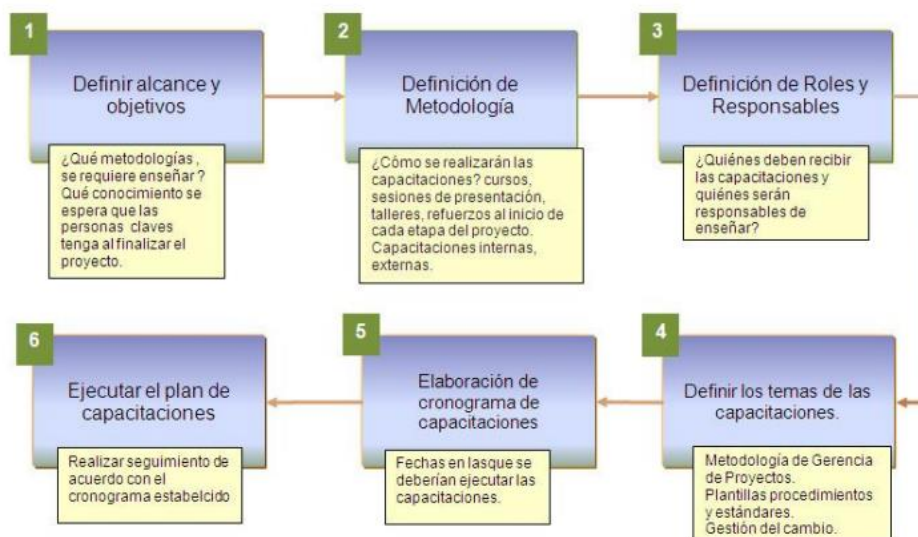 1
Definir alcance y
objetivos
¿Qué metodologías ,
se requiere enseñar ?
Qué conocimiento se
espera que las
personas claves
tenga al finalizar el
proyecto.
2
Definición de
Metodología
¿Cómo se realizarán las
capacitaciones? cursos,
sesiones de presentación,
talleres, refuerzos al inicio de
cada etapa del proyecto.
Capacitaciones internas,
externas.
3
Definición de Roles y
Responsables
¿Quiénes deben recibir
las capacitaciones y
quiénes serán
responsables de
enseñar?
4
Definir los temas de las
capacitaciones.
Metodología de Gerencia
de Proyectos.
Plantillas procedimientos
y estándares.
Gestión del cambio.
5
Elaboración de
cronograma de
capacitaciones
Fechas en lasque se
deberían ejecutar las
capacitaciones.
6
Ejecutar el plan de
capacitaciones
Realizar seguimiento de
acuerdo con el
cronograma estabelcido